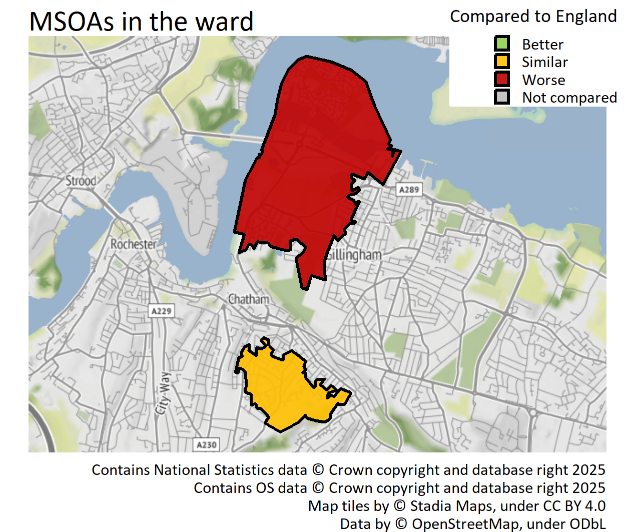 MSOAs in the ward
Compared to England
Better
Similar
Worse
Not compared
A289
Strood
Rochester
Gillingham
Chatham
A229
City Way
A230
Contains National Statistics data © Crown copyright and database right 2025
Contains OS data © Crown copyright and database right 2025
Map tiles by © Stadia Maps, under CC BY 4.0
Data by © OpenStreetMap, under ODbL